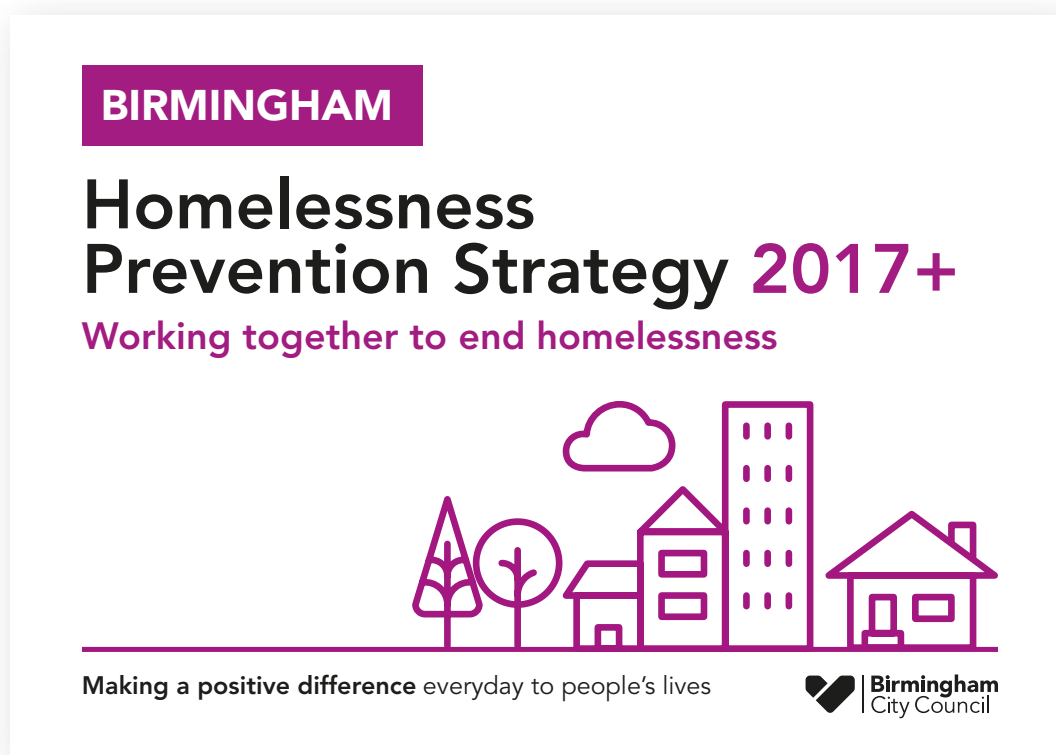 BIRMINGHAM
Homelessness
Prevention Strategy 2017+
Working together to end homelessness
Making a positive difference everyday to people's lives
Birmingham
City Council